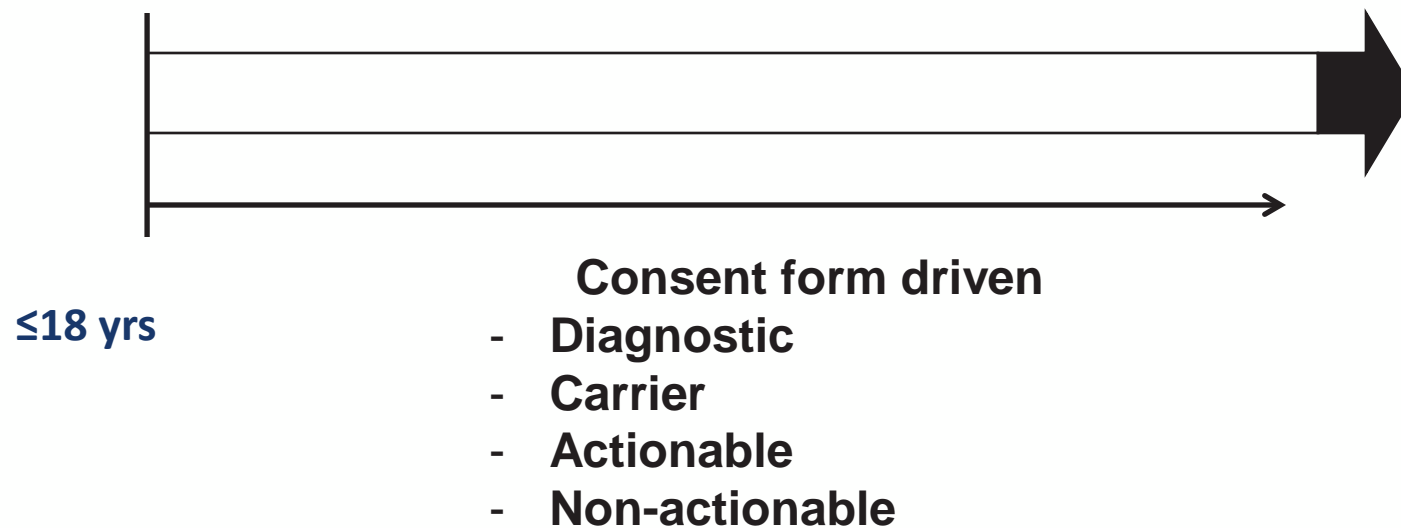 Consent form driven
≤18 yrs
- Diagnostic
- Carrier
- Actionable
- Non-actionable